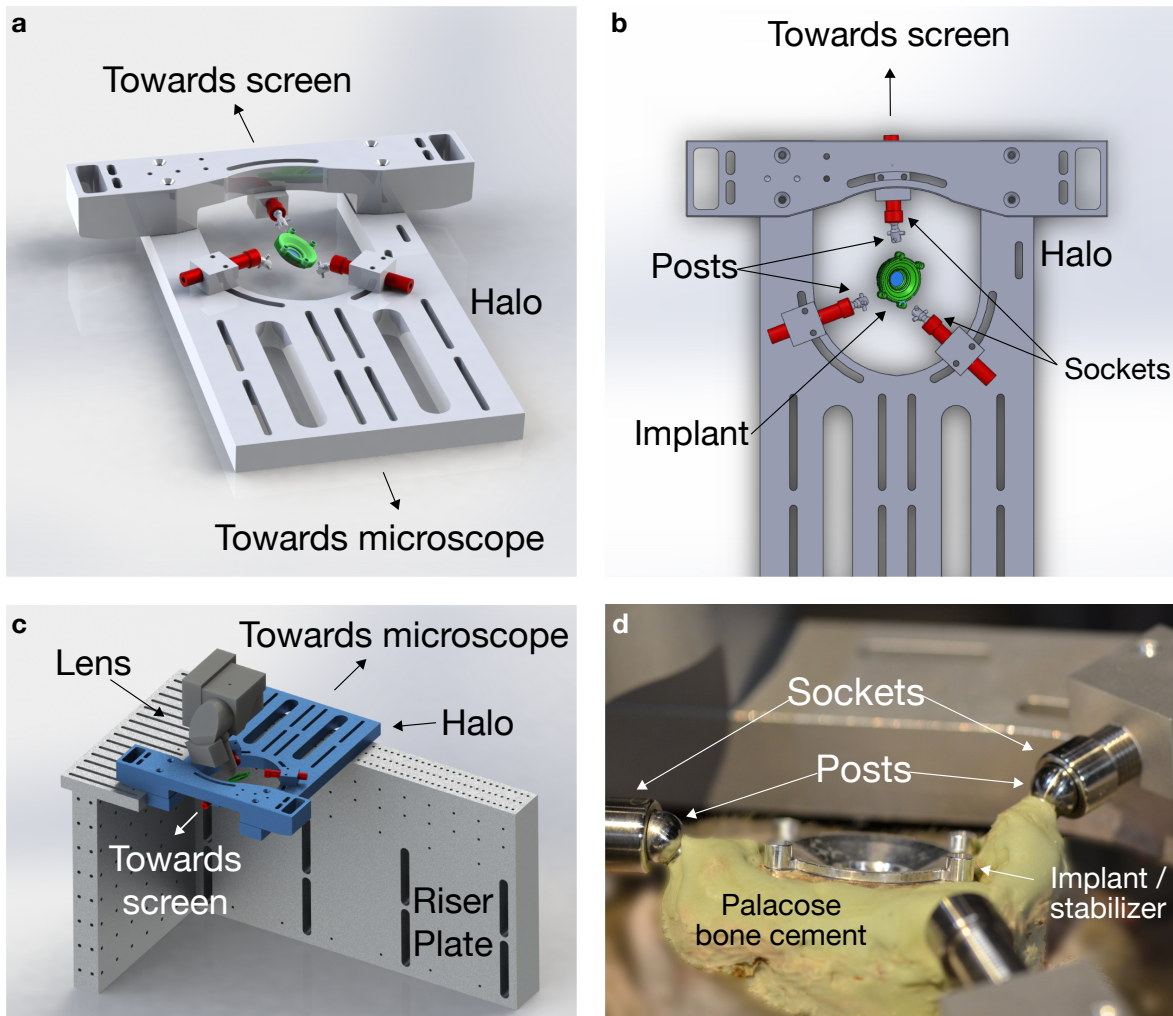 a
Towards screen
Halo
Towards microscope
b
Towards screen
Halo
Posts
Sockets
Implant
c
Towards microscope
Lens
Halo
Towards
screen
Riser
Plate
d
Sockets
Posts
Implant /
stabilizer
Palacose
bone cement